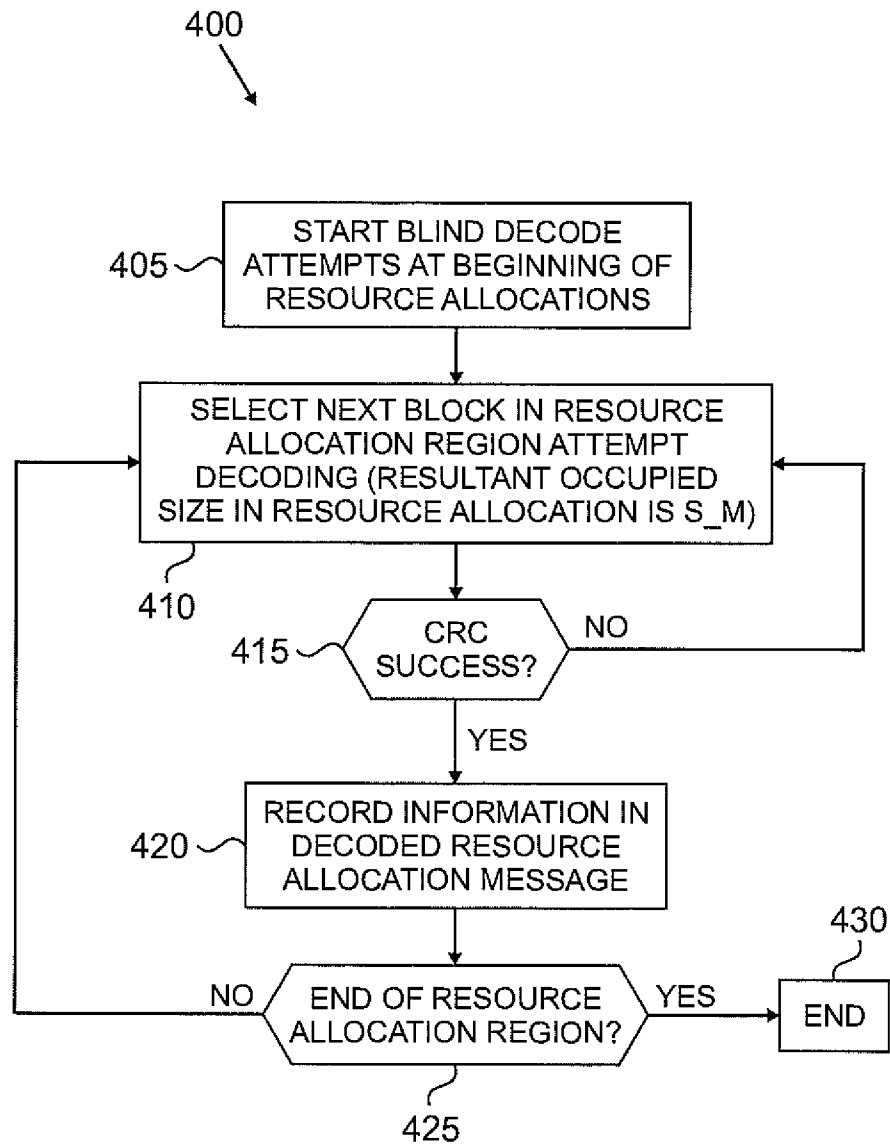 400
START BLIND DECODE
405
ATTEMPTS AT BEGINNING OF
RESOURCE ALLOCATIONS
SELECT NEXT BLOCK IN RESOURCE
ALLOCATION REGION ATTEMPT
DECODING (RESULTANT OCCUPIED
SIZE IN RESOURCE ALLOCATION IS S_M)
410
CRC
SUCCESS?
415
NO
YES
RECORD INFORMATION IN
DECODED RESOURCE
ALLOCATION MESSAGE
420
430
NO
END OF RESOURCE
ALLOCATION REGION?
YES
END
425